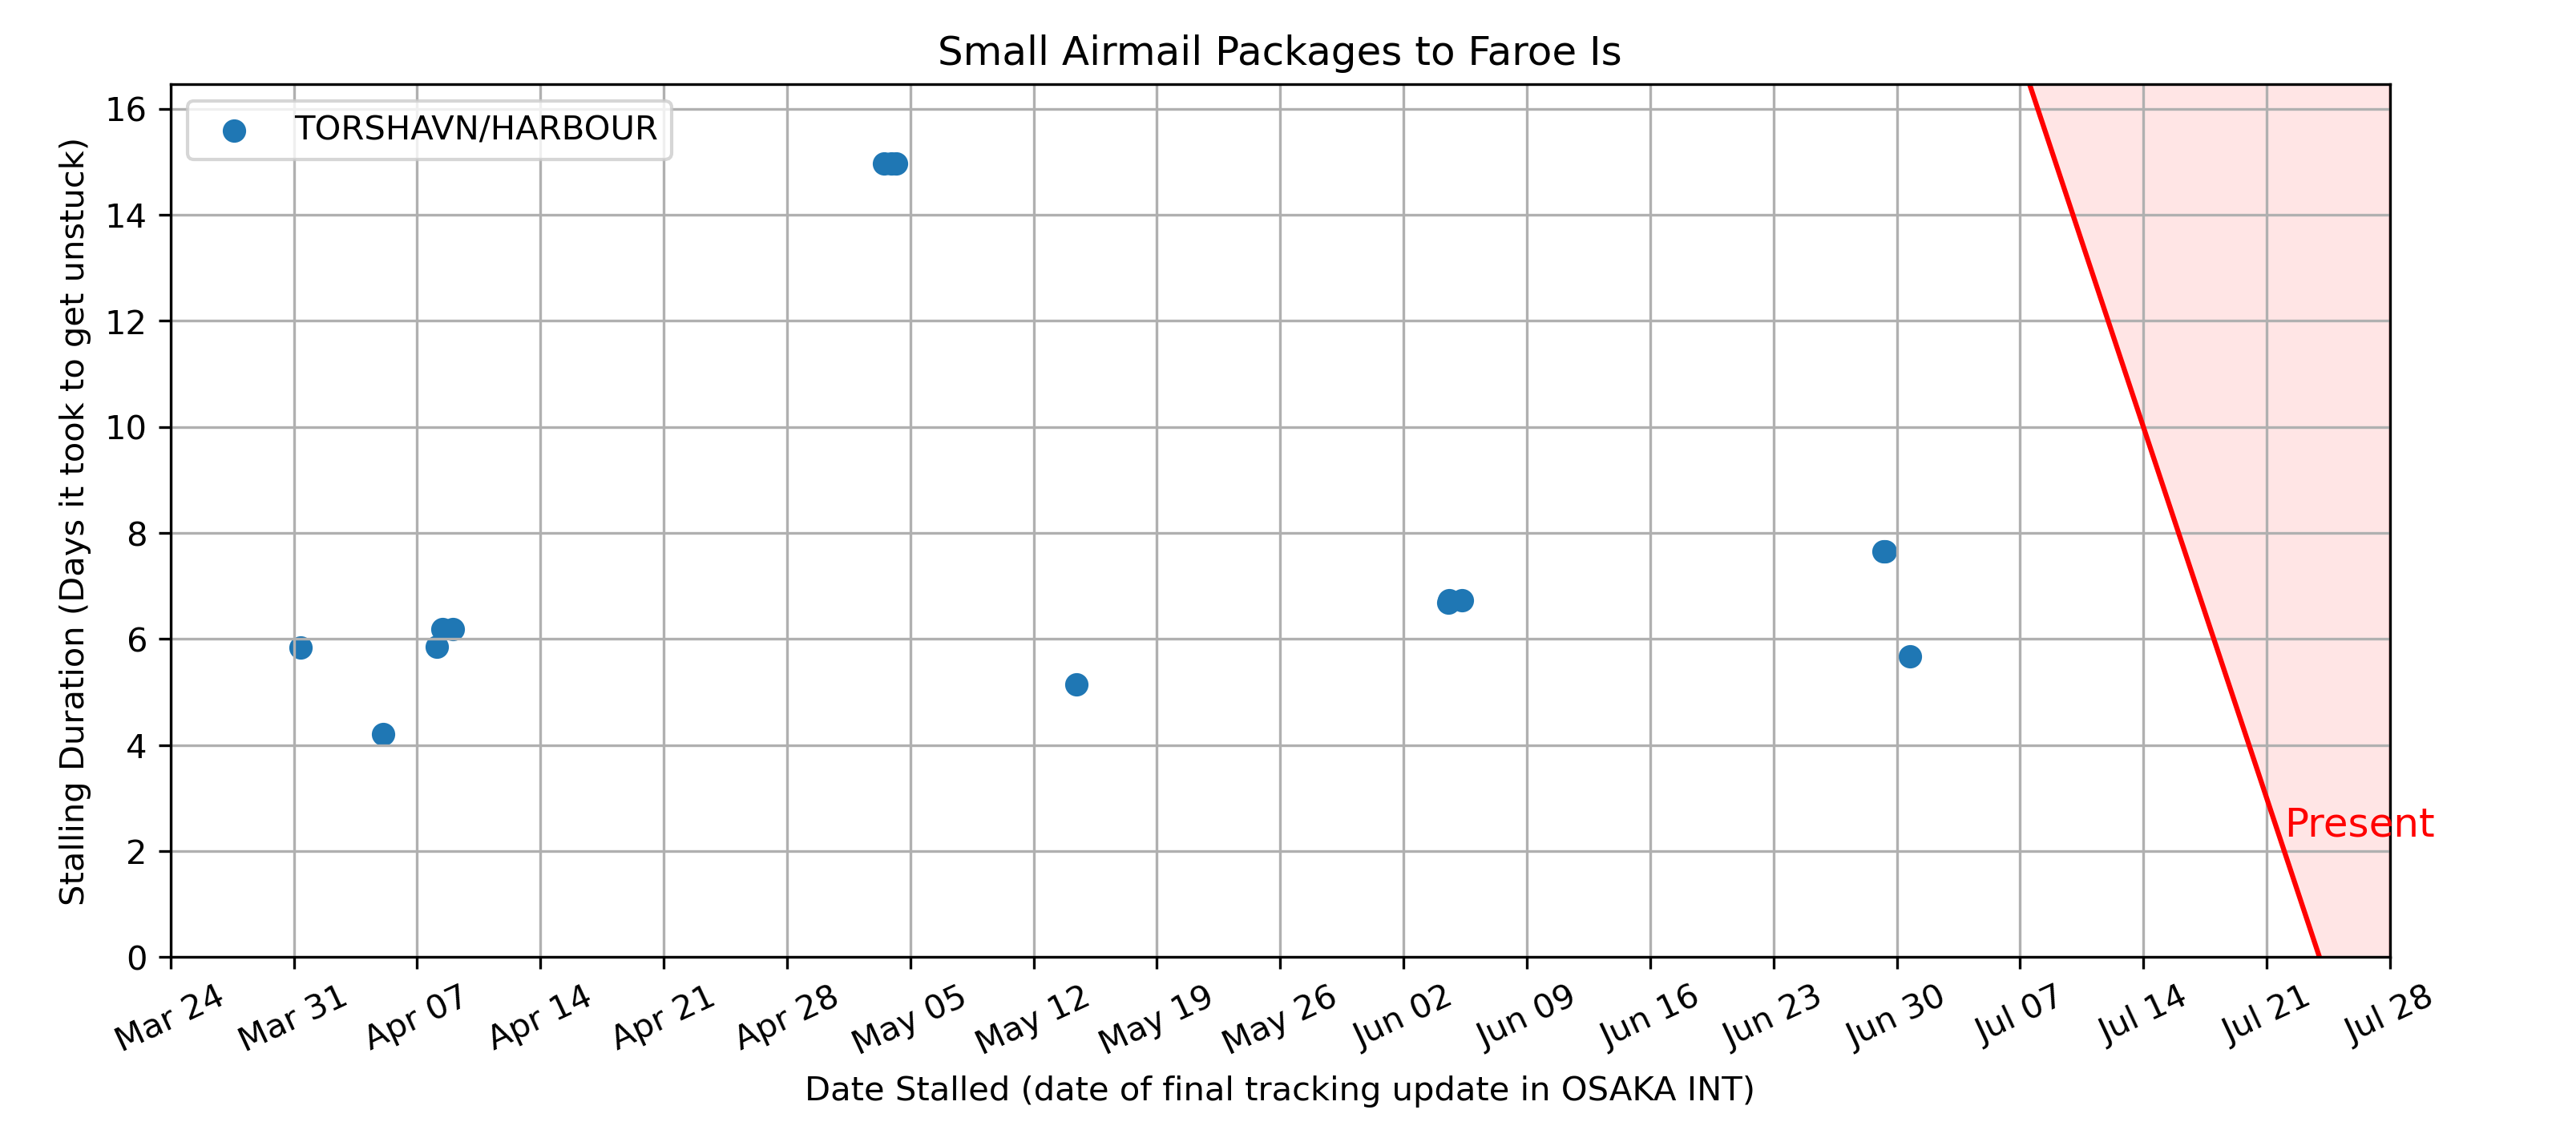 Small Airmail Packages to Faroe Is
TORSHAVN/HARBOUR
Stalling Duration (Days it took to get unstuck)
16
14
12
10
8
6
4
2
0
Present
Mar 24
Mar 31
Apr 07
Apr 14
Apr 21
Apr 28
May 05
May 12
May 19
May 26
Jun 02
Jun 09
Jun 16
Jun 23
Jun 30
Jul 07
Jul 14
Jul 21
Jul 28
Date Stalled (date of final tracking update in OSAKA INT)